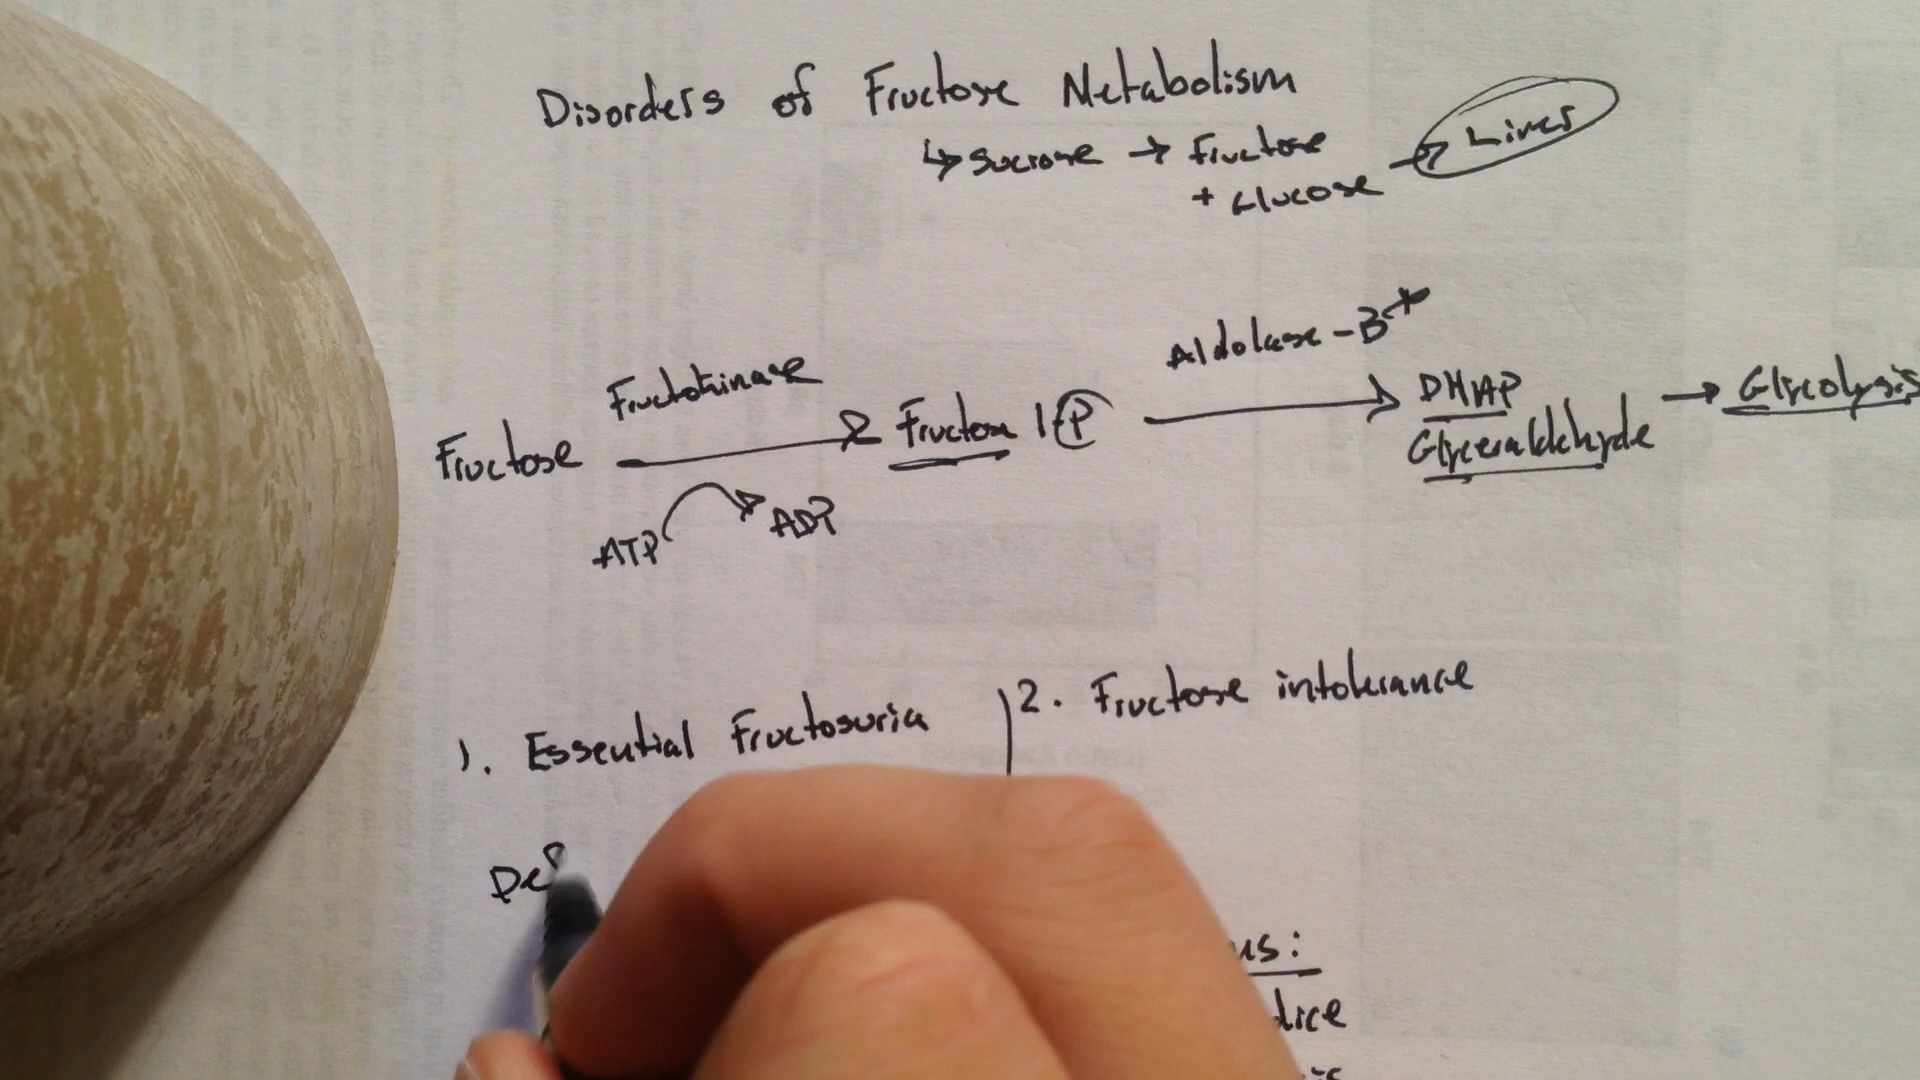 Disorders of Fructose Metabolism
↳ Sucrose → Fructose + Glucose → Liver
Fructokinase
Aldolase-B
Fructose → Fructose 1-P → DMAP Glyceraldehyde → Glycolysis
ATP → ADP
1. Essential Fructosuria
2. Fructose intolerance
Def